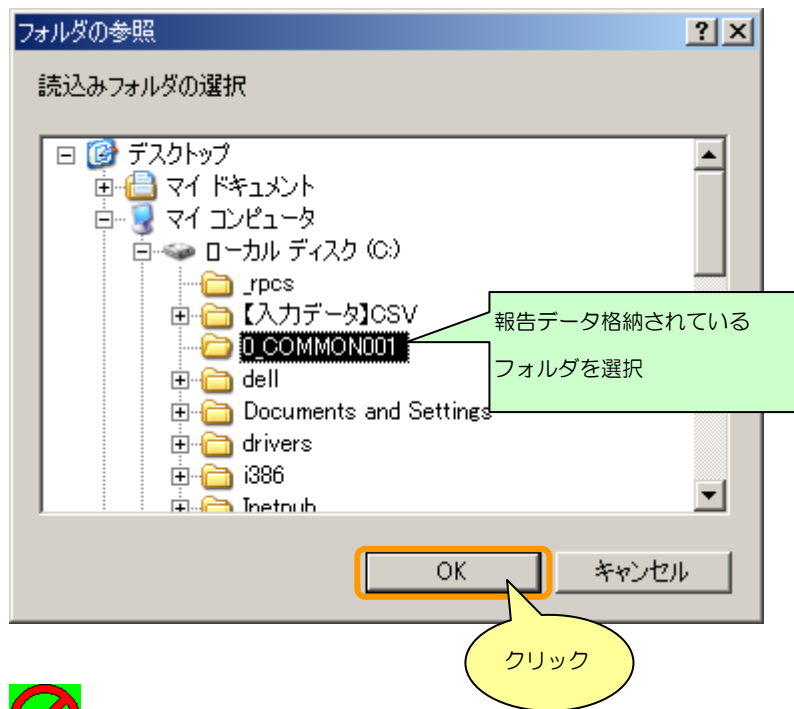 フォルダの参照
読込みフォルダの選択
デスクトップ
マイ ドキュメント
マイ コンピュータ
ローカル ディスク (C:)
_rpcs
【入力データ】CSV
0_COMMON001
dell
Documents and Settings
drivers
i386
Inetpub
報告データ格納されている
フォルダを選択
OK
キャンセル
クリック